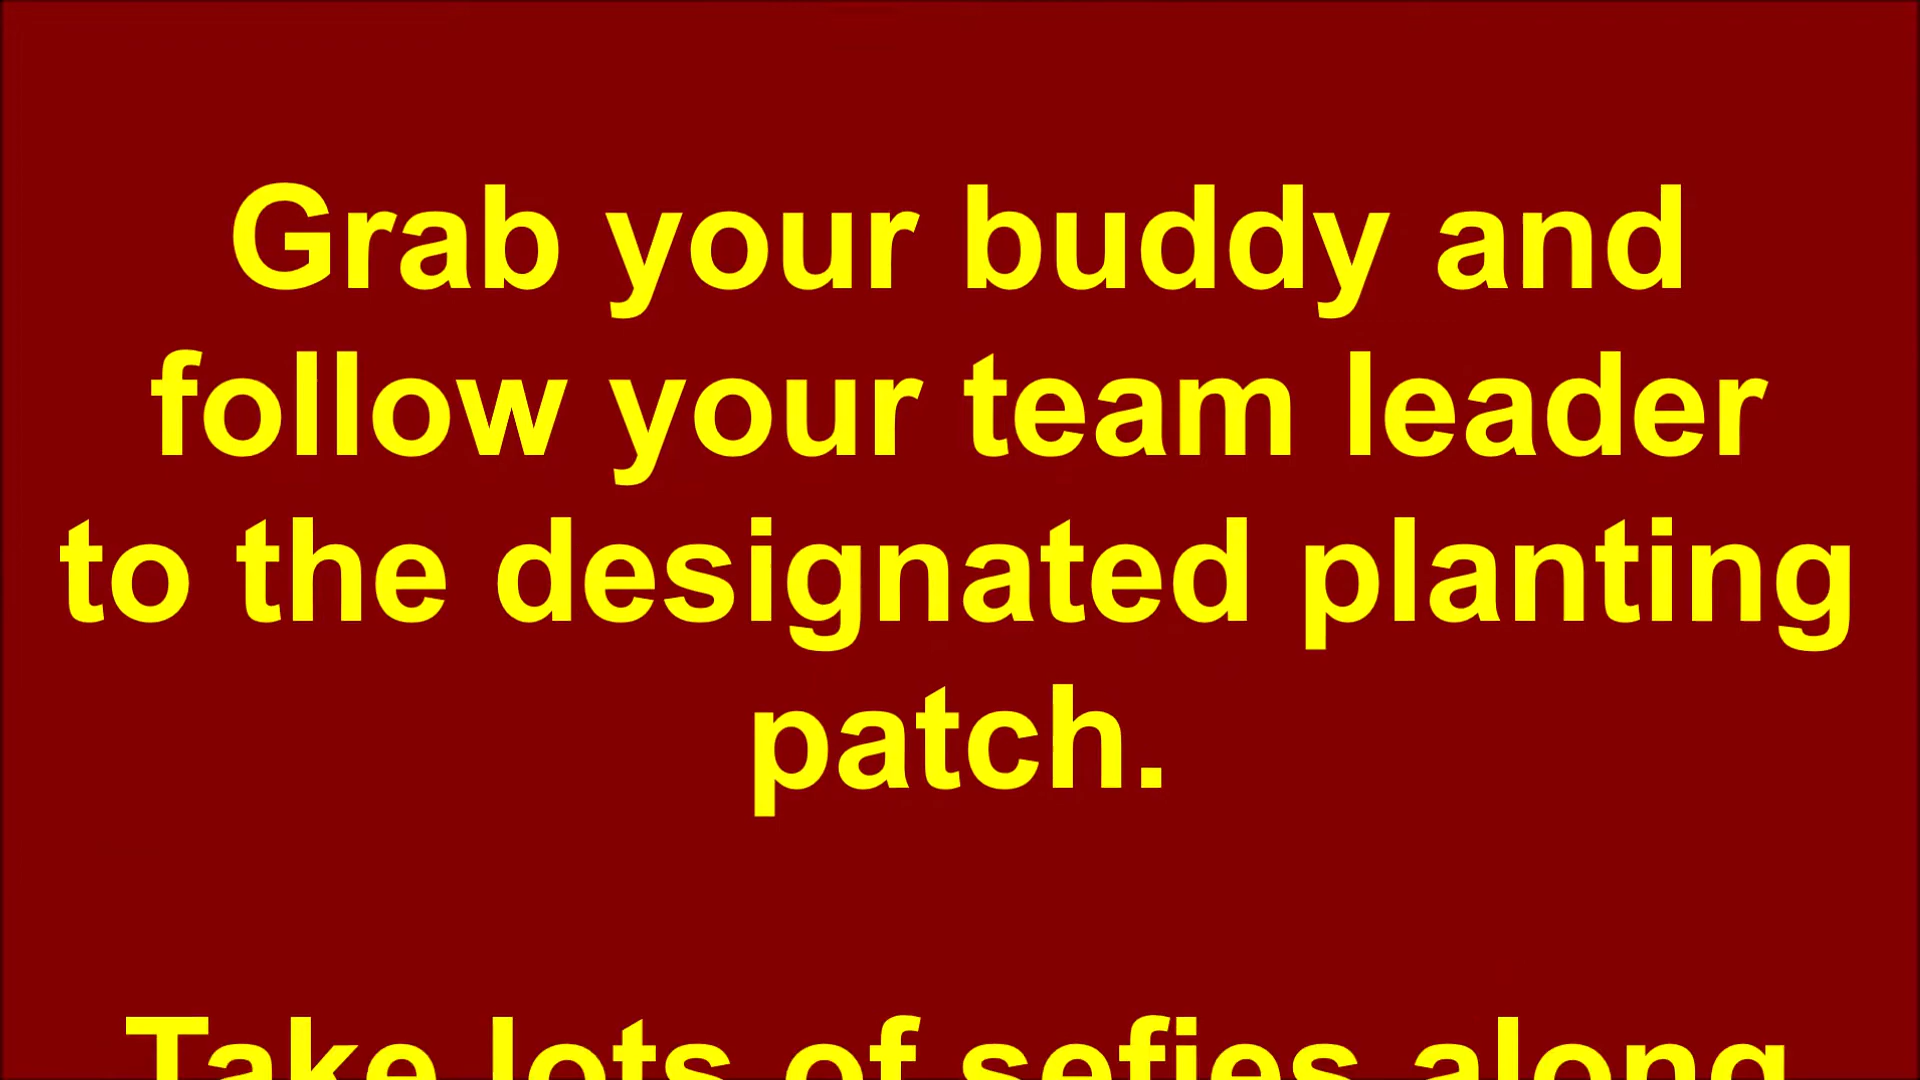 Grab your buddy and
follow your team leader
to the designated planting
patch.
Take lots of sefies along